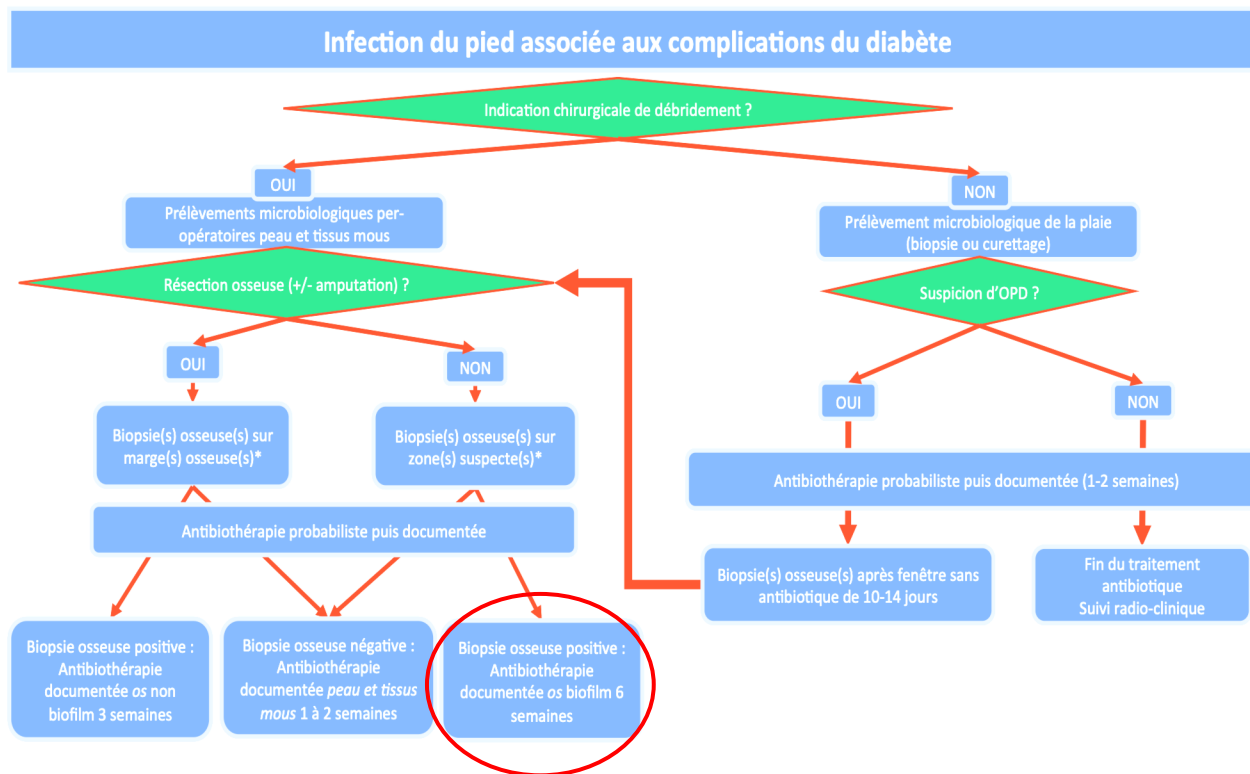 Infection du pied associée aux complications du diabète
Indication chirurgicale de débridement ?
OUI
NON
Prélèvements microbiologiques per-
opératoires peau et tissus mous
Prélèvement microbiologique de la plaie
(biopsie ou curettage)
Résection osseuse (+/- amputation) ?
Suspicion d'OPD ?
OUI
NON
OUI
NON
Biopsie(s) osseuse(s) sur
marge(s) osseuse(s)*
Biopsie(s) osseuse(s) sur
zone(s) suspecte(s)*
Antibiothérapie probabiliste puis documentée (1-2 semaines)
Antibiothérapie probabiliste puis documentée
Biopsie(s) osseuse(s) après fenêtre sans
antibiotique de 10-14 jours
Fin du traitement
antibiotique
Suivi radio-clinique
Biopsie osseuse positive :
Antibiothérapie
documentée os non
biofilm 3 semaines
Biopsie osseuse négative :
Antibiothérapie
documentée peau et tissus
mous 1 à 2 semaines
Biopsie osseuse positive :
Antibiothérapie
documentée os biofilm 6
semaines